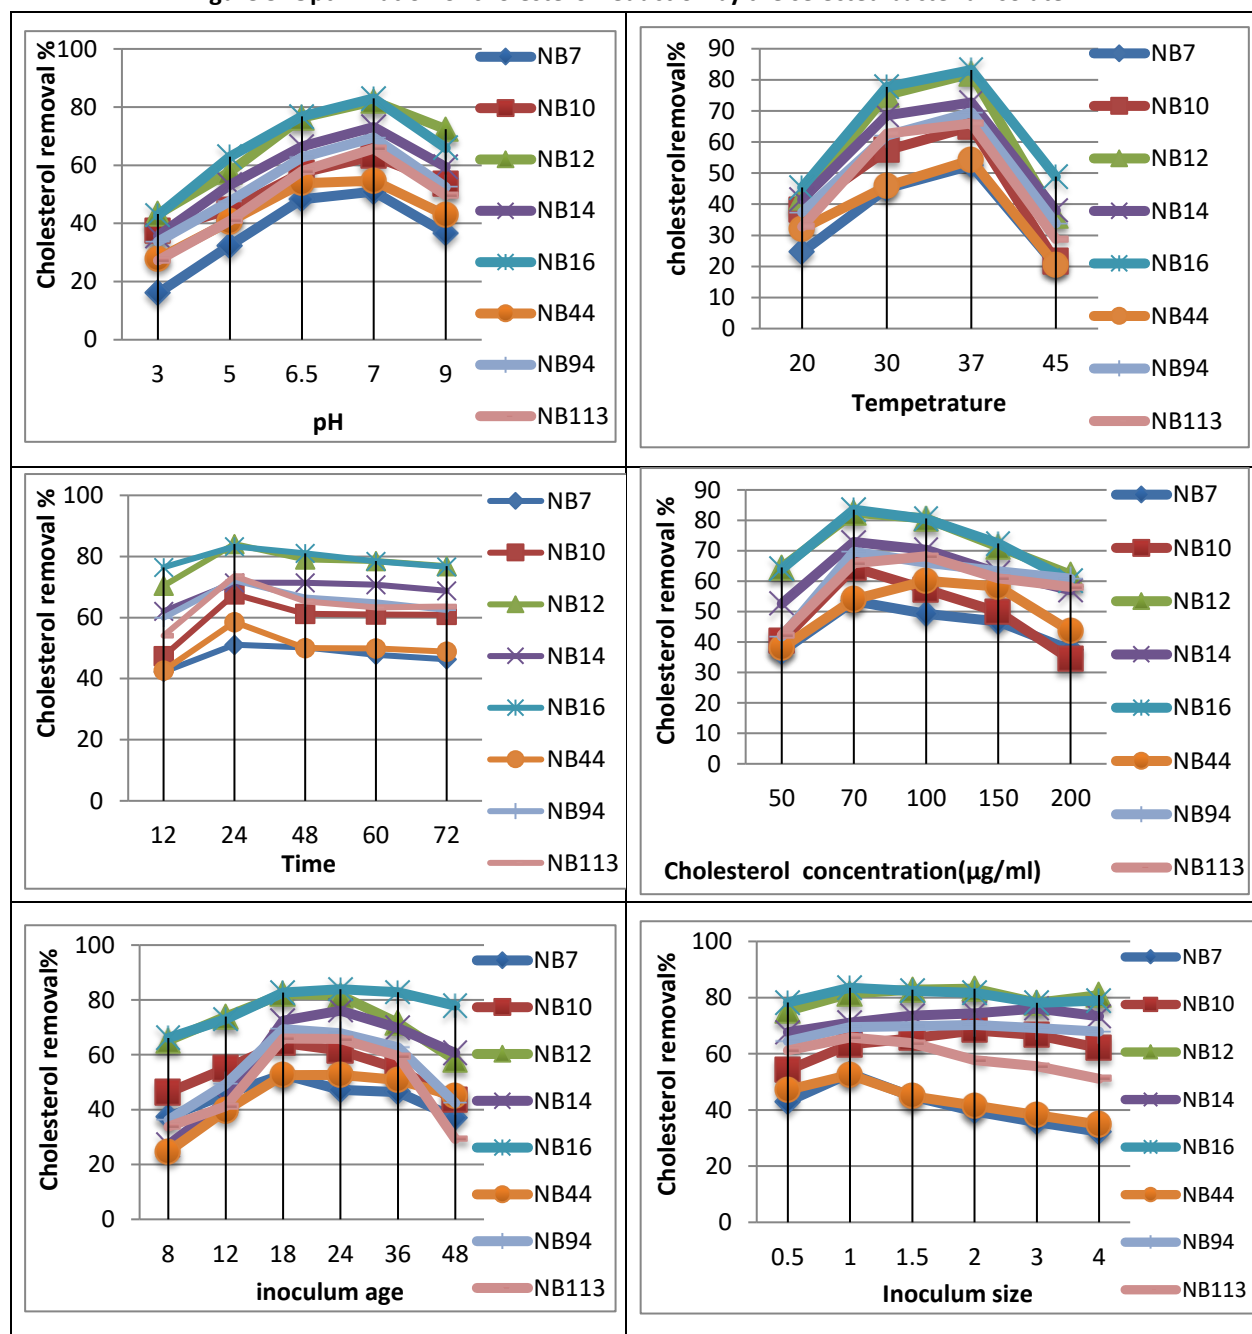 cholesterol reduction by the selected bacterial
Cholesterol removal %
100
80
60
40
20
0
3 5 6.5 7 9
pH
NB7
NB10
NB12
NB14
NB16
NB44
NB94
NB113
cholesterolremoval%
90
80
70
60
50
40
30
20
10
0
20 30 37 45
Tempetrature
NB7
NB10
NB12
NB14
NB16
NB44
NB94
NB113
Cholesterol removal %
100
80
60
40
20
0
12 24 48 60 72
Time
NB7
NB10
NB12
NB14
NB16
NB44
NB94
NB113
Cholesterol removal %
90
80
70
60
50
40
30
20
10
0
50 70 100 150 200
Cholesterol concentration(µg/ml)
NB7
NB10
NB12
NB14
NB16
NB44
NB94
NB113
Cholesterol removal%
100
80
60
40
20
0
8 12 18 24 36 48
inoculum age
NB7
NB10
NB12
NB14
NB16
NB44
NB94
NB113
Cholesterol removal%
100
80
60
40
20
0
0.5 1 1.5 2 3 4
Inoculum size
NB7
NB10
NB12
NB14
NB16
NB44
NB94
NB113